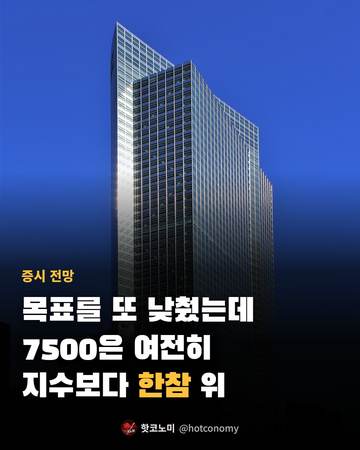 증시 전망
목표를 또 낮췄는데
7500은 여전히
지수보다 한참 위
핫코노미 @hotconomy